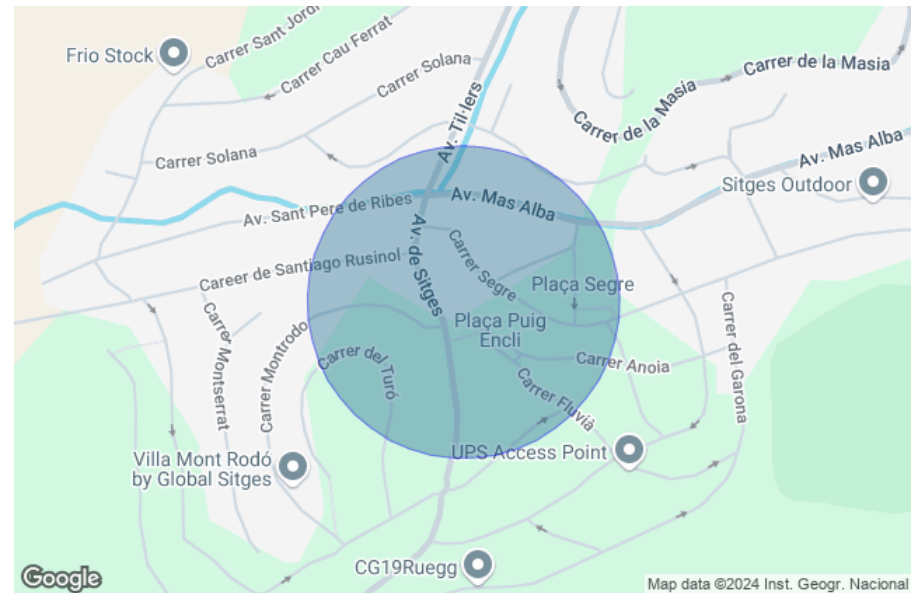 Carrer Sant Jordi
Frio Stock
Carrer Cau Ferrat
Carrer Solana
Carrer de la Masia
Carrer de la Masia
Av. Til·lers
Carrer Solana
Av. Mas Alba
Sitges Outdoor
Av. Mas Alba
Av. Sant Pere de Ribes
Av. de Sitges
Carrer Segre
Career de Santiago Rusinol
Plaça Segre
Plaça Puig
Encli
Carrer Montserrat
Carrer Montrodo
Carrer del Turó
Carrer Anoia
Carrer del Garona
Carrer Fluvià
UPS Access Point
Villa Mont Rodó
by Global Sitges
CG19Ruegg
Google
Map data ©2024 Inst. Geogr. Nacional